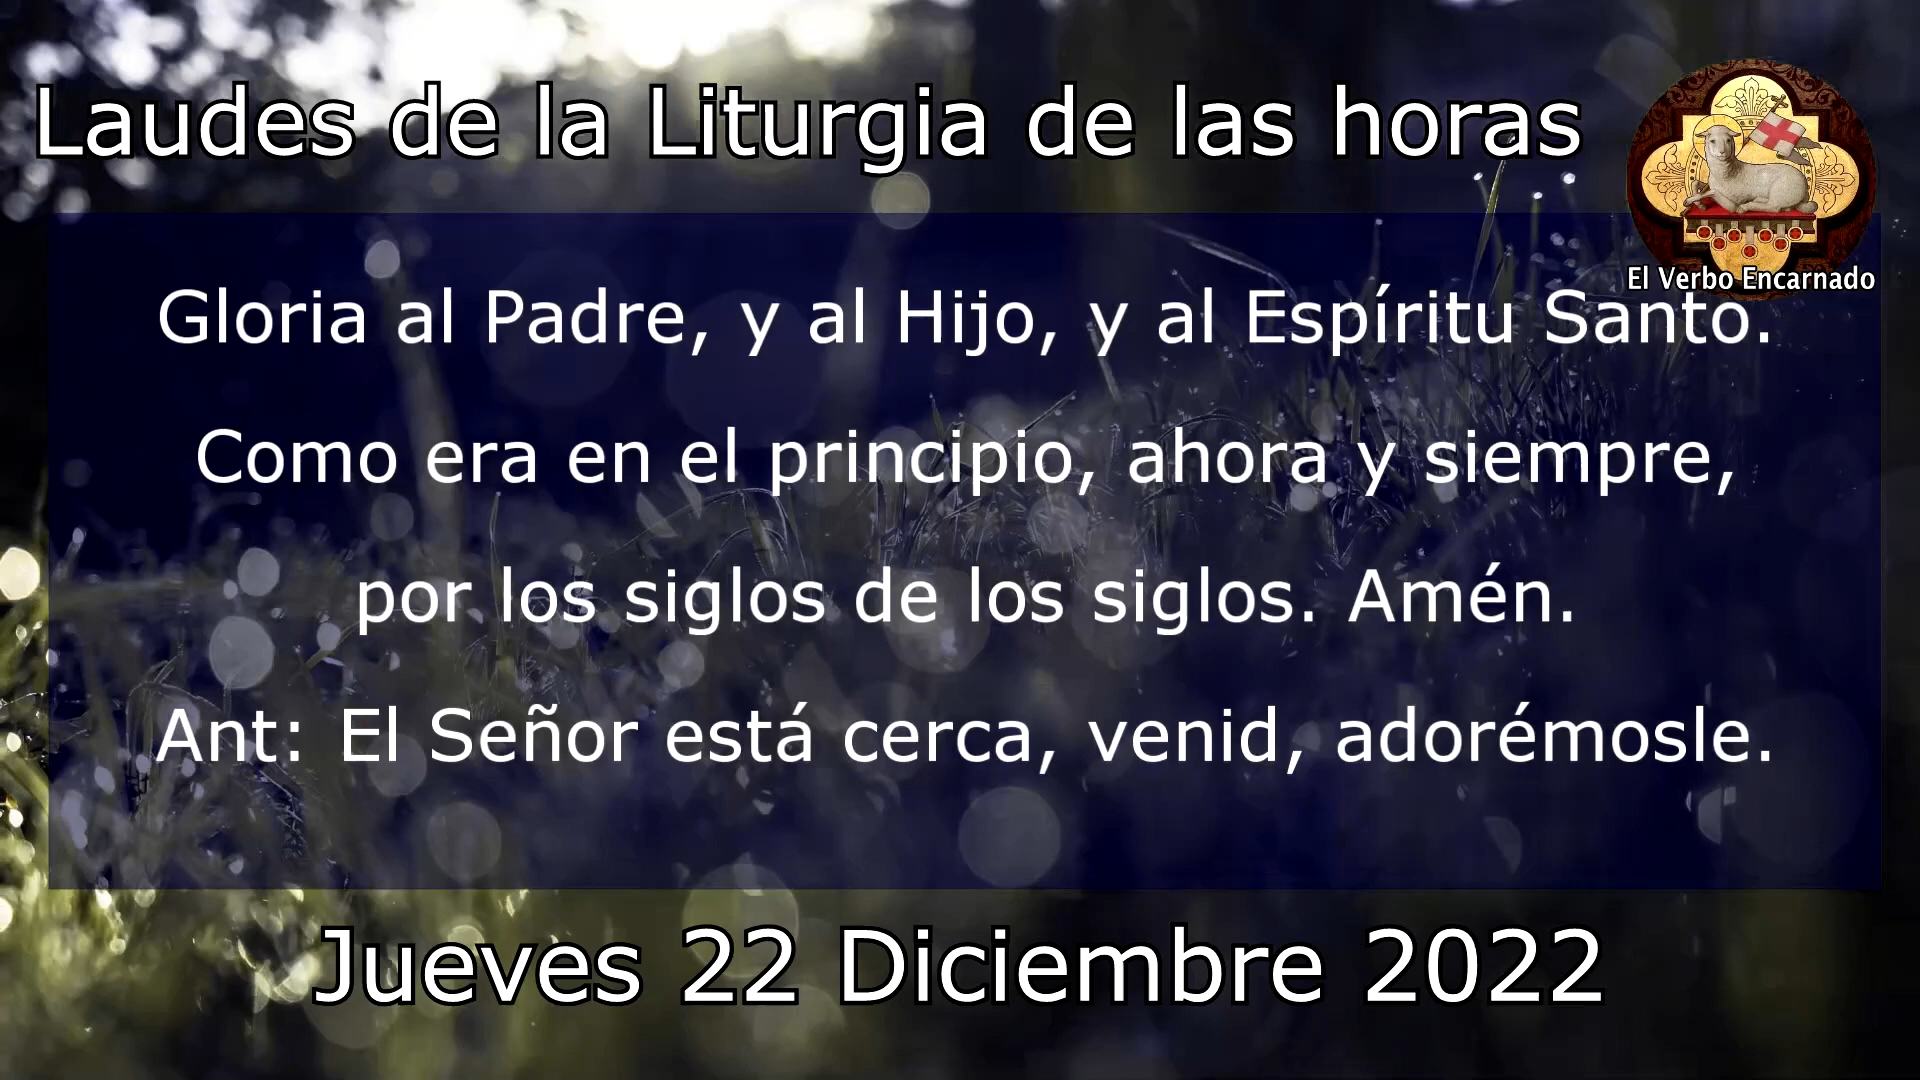 Laudes de la Liturgia de las horas
El Verbo Encarnado
Gloria al Padre, y al Hijo, y al Espíritu Santo.
Como era en el principio, ahora y siempre,
por los siglos de los siglos. Amén.
Ant: El Señor está cerca, venid, adorémosle.
Jueves 22 Diciembre 2022